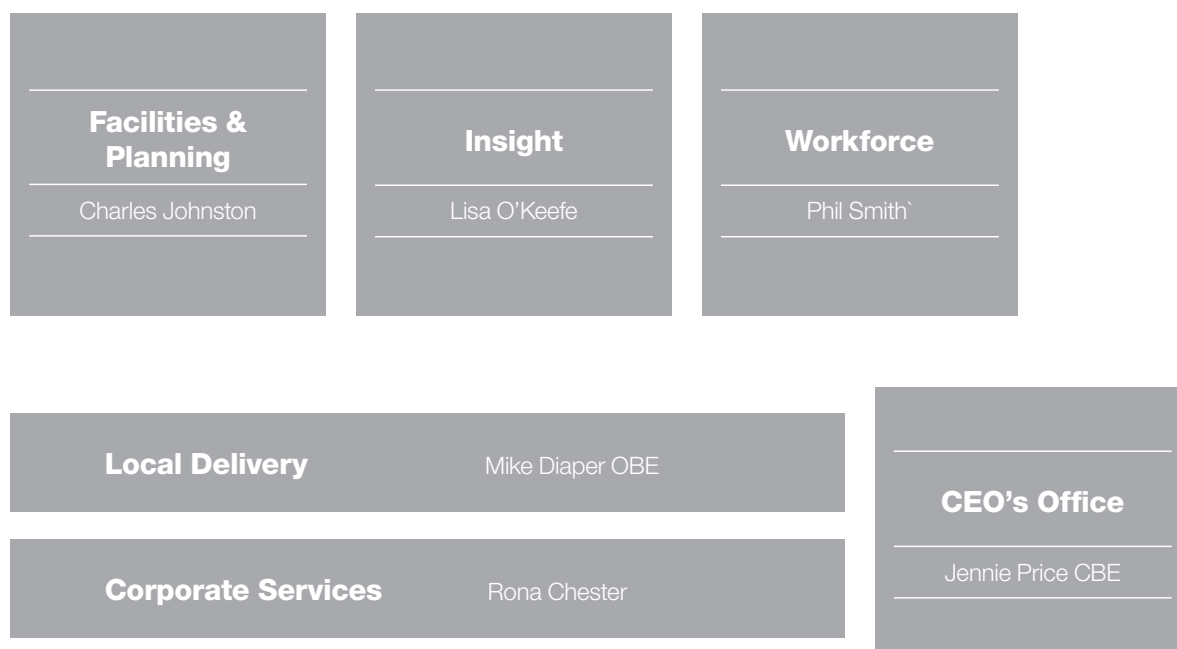 Facilities &
Planning
Charles Johnston
Insight
Lisa O’Keefe
Workforce
Phil Smith`
Local Delivery
Mike Diaper OBE
Corporate Services
Rona Chester
CEO’s Office
Jennie Price CBE